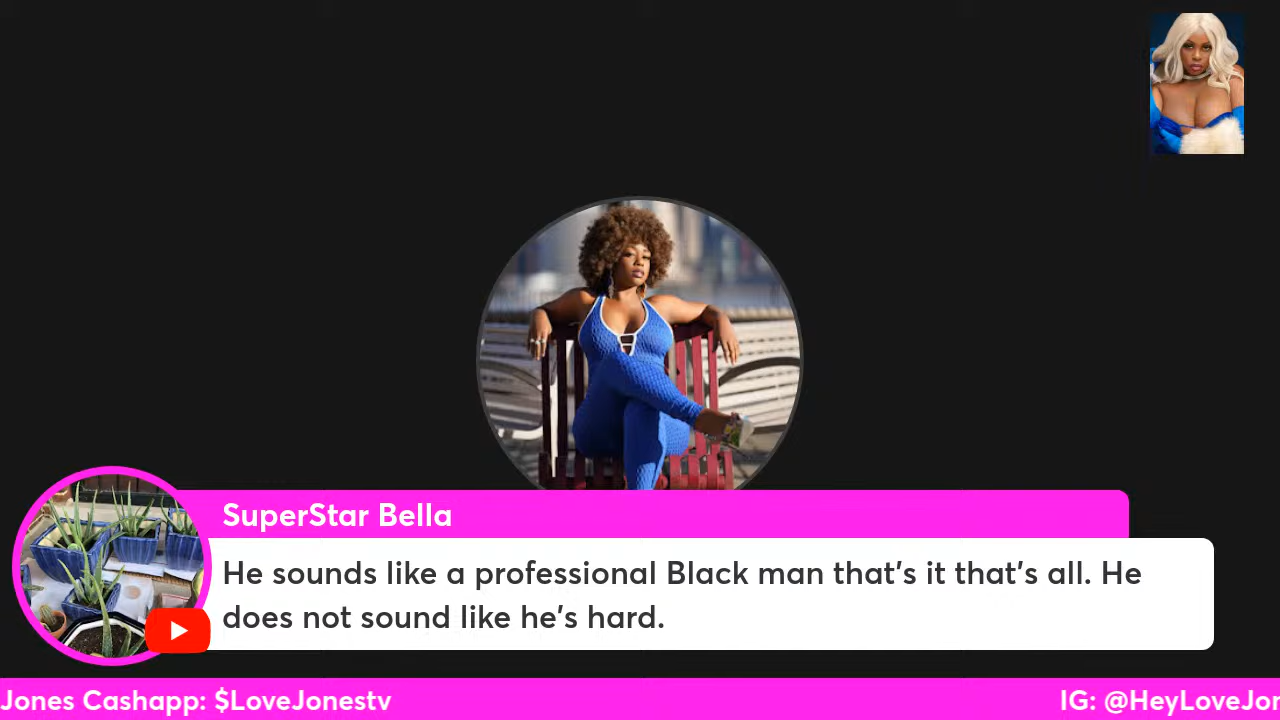 SuperStar Bella
He sounds like a professional Black man that's it that's all. He
does not sound like he's hard.
Jones Cashapp: $LoveJonestv
IG: @HeyLoveJon